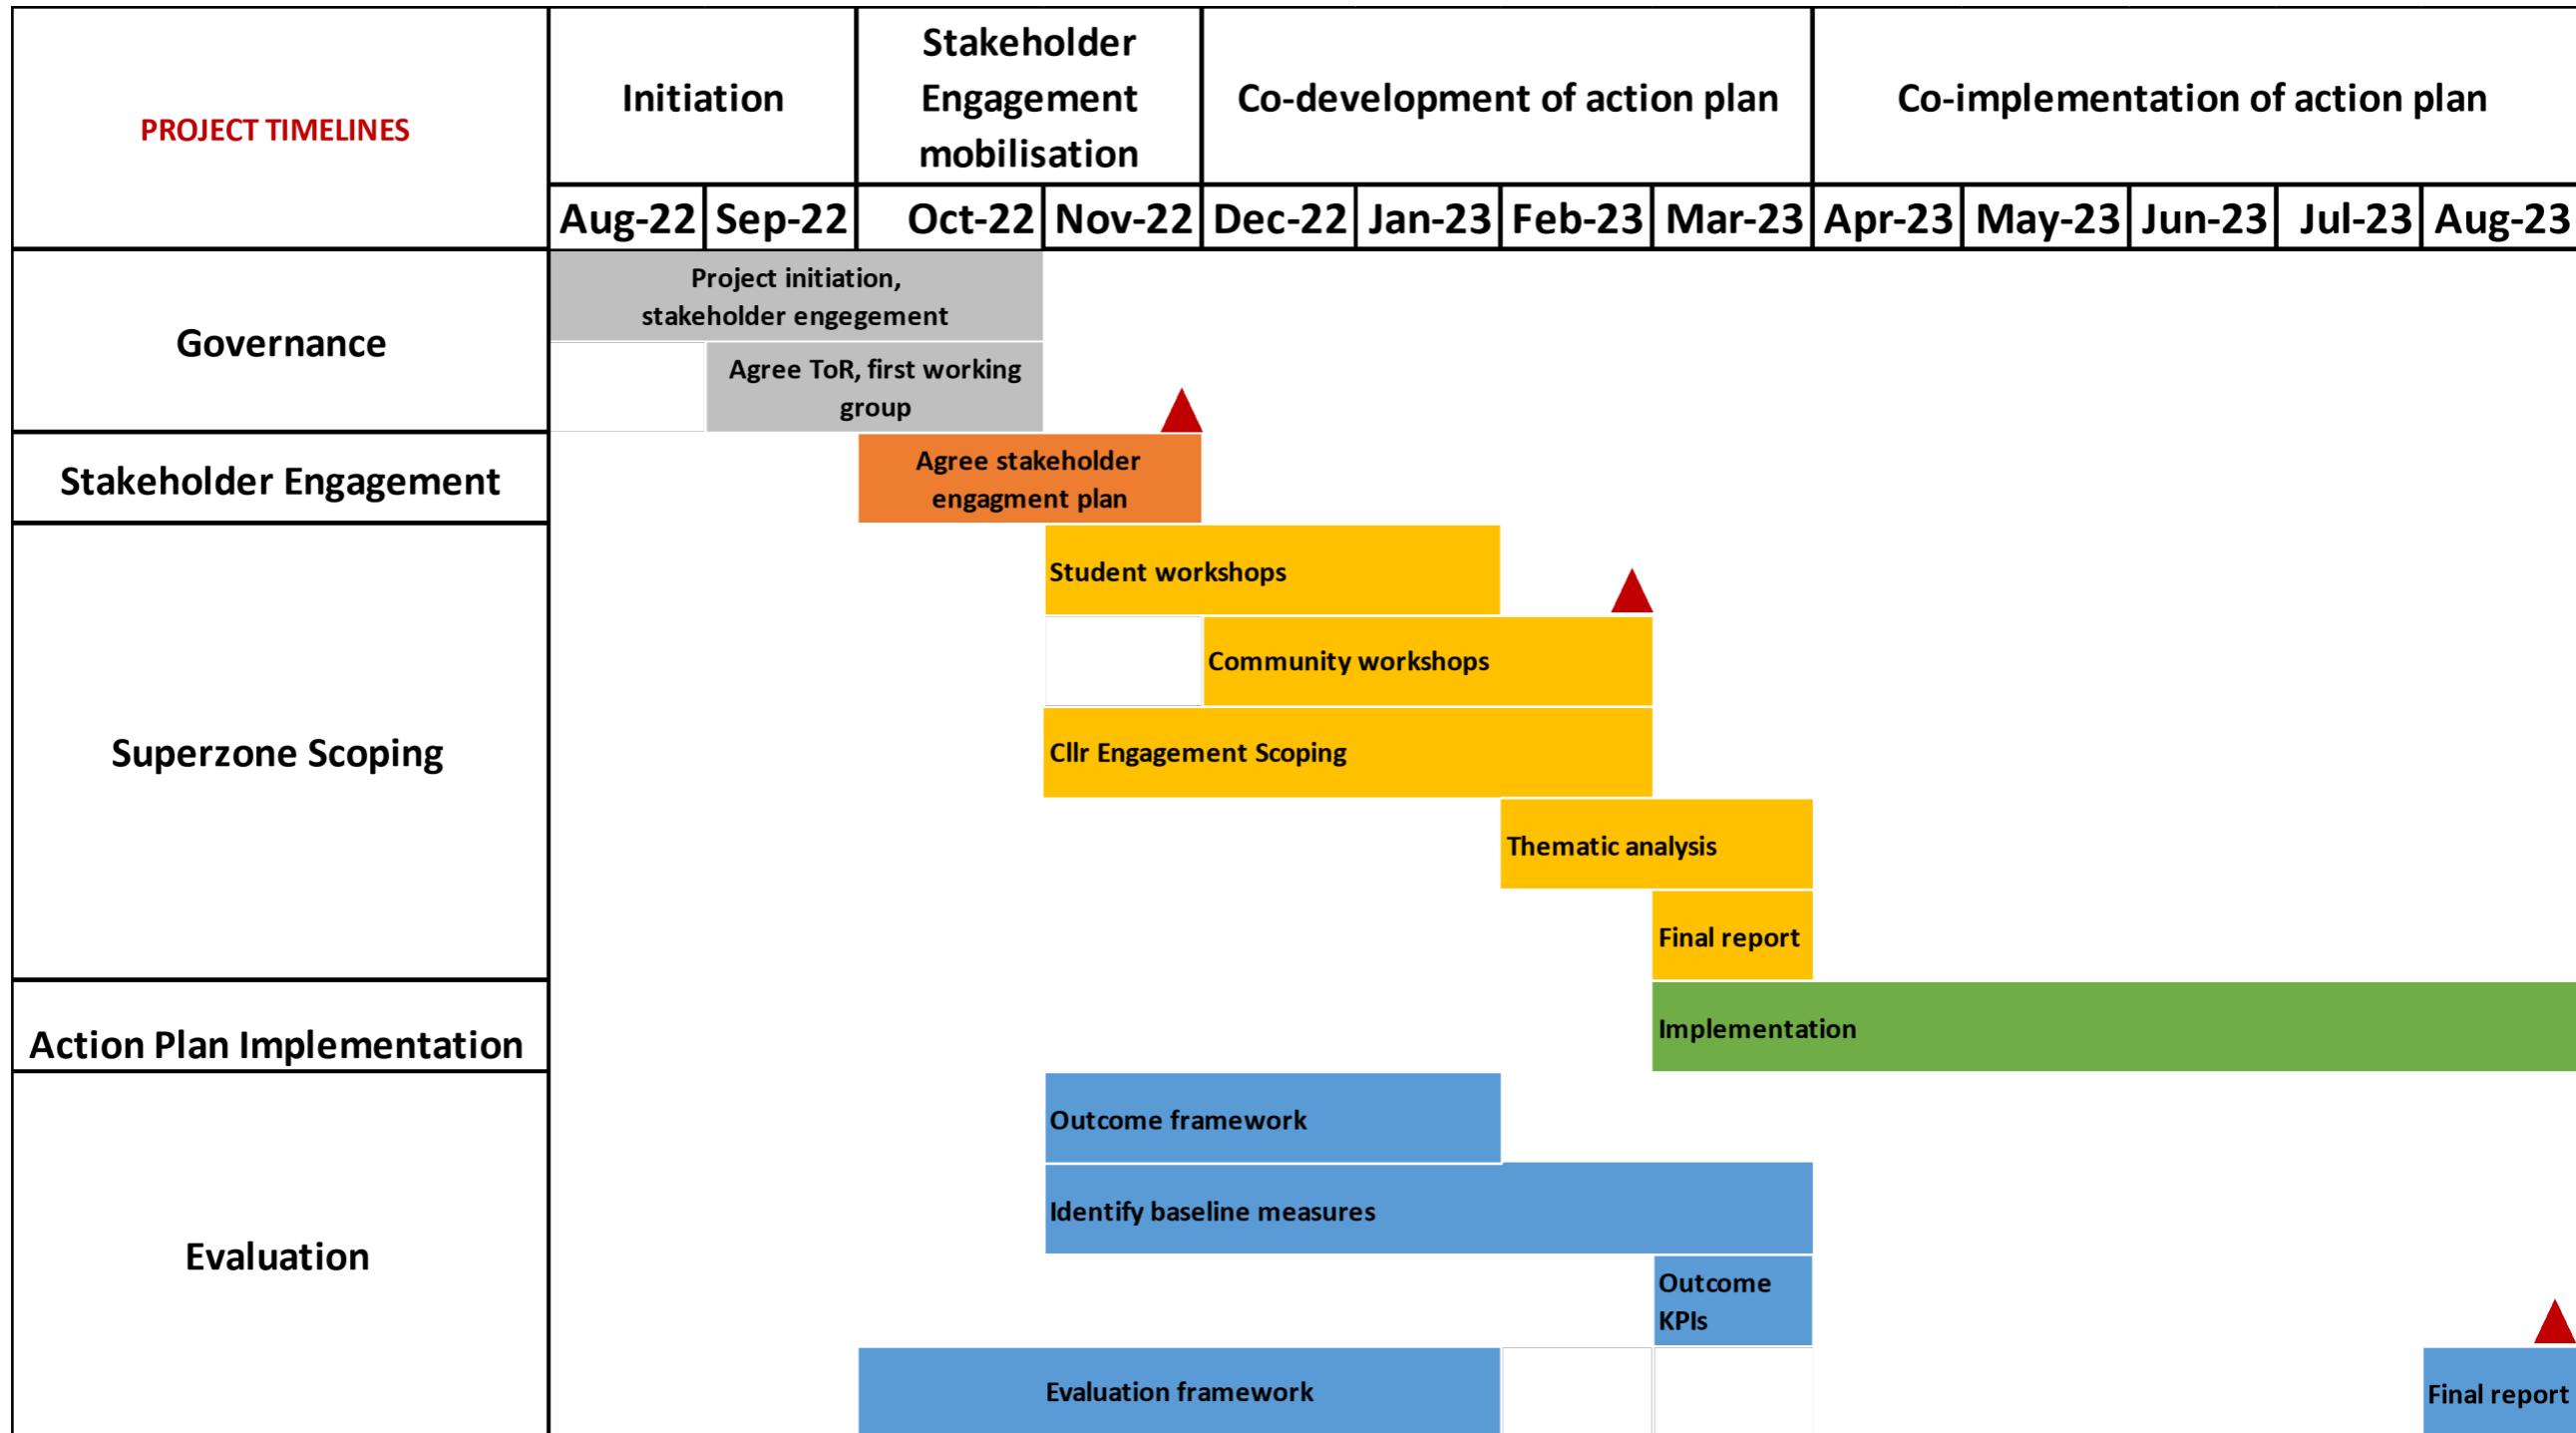 PROJECT TIMELINES
Initiation
Stakeholder
Engagement
mobilisation
Co-development of action plan
Co-implementation of action plan
Aug-22 Sep-22 Oct-22 Nov-22 Dec-22 Jan-23 Feb-23 Mar-23 Apr-23 May-23 Jun-23 Jul-23 Aug-23
Governance
Project initiation,
stakeholder engegement
Agree ToR, first working
group
Stakeholder Engagement
Agree stakeholder
engagment plan
Superzone Scoping
Student workshops
Community workshops
Cllr Engagement Scoping
Thematic analysis
Final report
Action Plan Implementation
Implementation
Evaluation
Outcome framework
Identify baseline measures
Outcome
KPIs
Evaluation framework
Final report